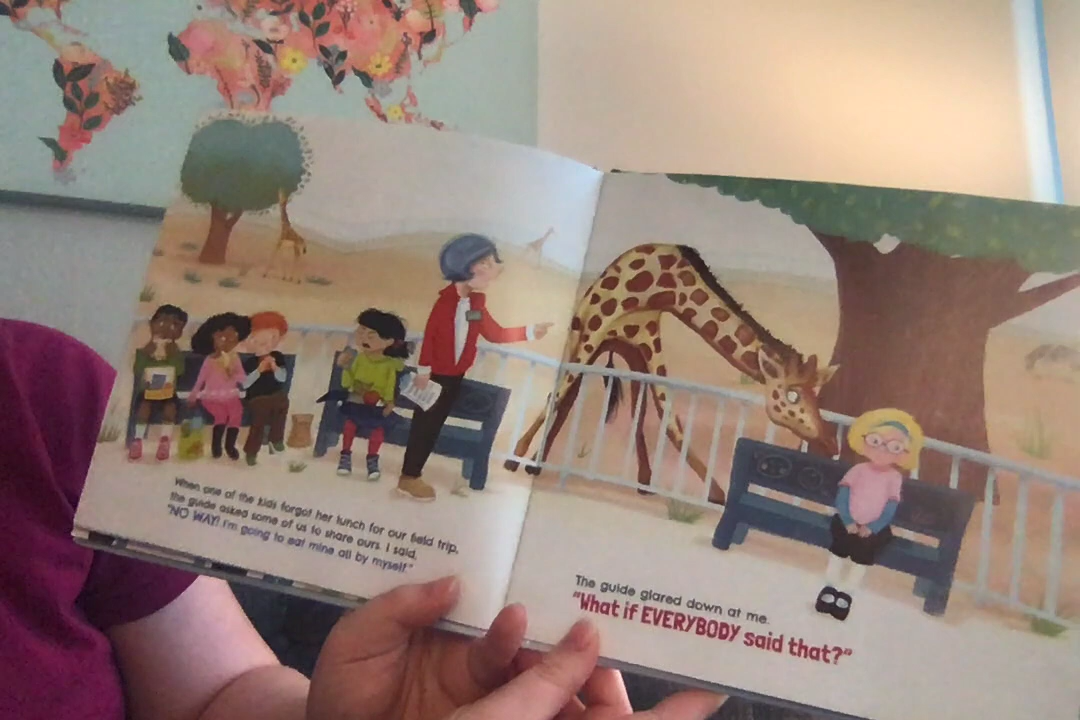 When one of the kids forgot her lunch for our field trip,
the guide asked some of us to share ours. I said,
"NO WAY! I'm going to eat mine all by myself."
The guide glared down at me.
"What if EVERYBODY said that?"